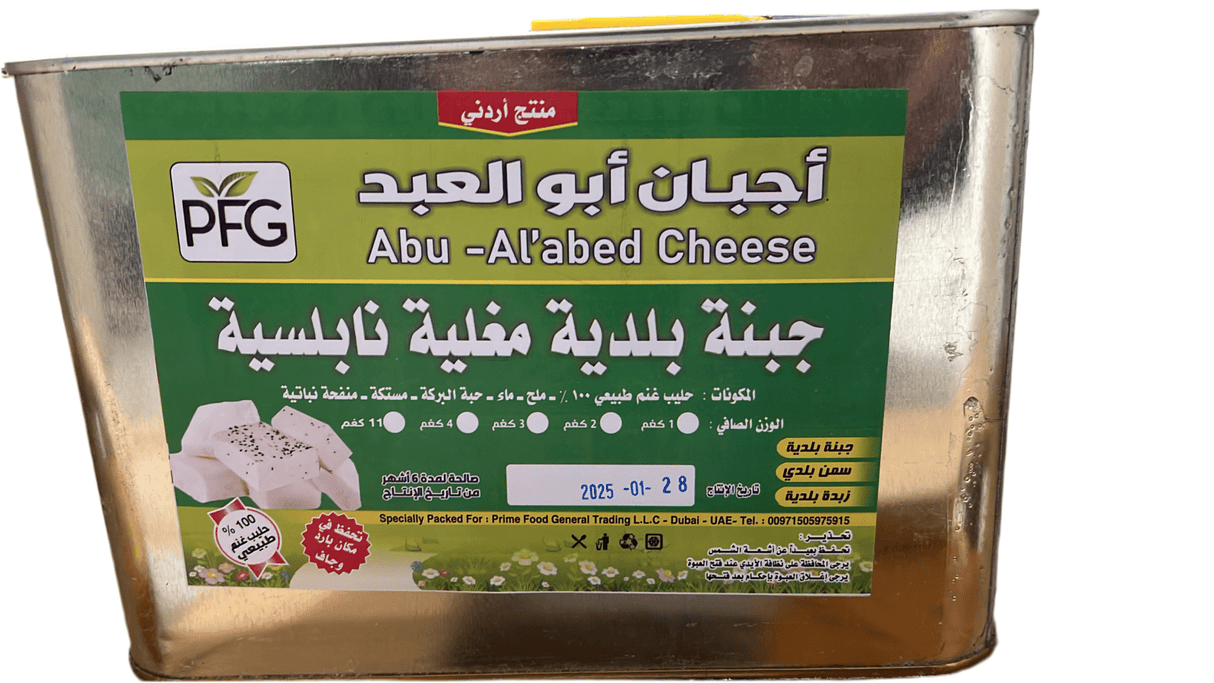 منتج أردني
PFG
أجبان أبو العبد
Abu -Al'abed Cheese
جبنة بلدية مغلية نابلسية
المكونات : حليب غنم طبيعي ١٠٠ ٪ ـ ملح ـ ماء ـ حبة البركة ـ مستكة ـ منفحة نباتية
الوزن الصافي : 1 كغم 2 كغم 3 كغم 4 كغم 11 كغم
جبنة بلدية
سمن بلدي
زبدة بلدية
تاريخ الإنتاج
2025 -01- 28
صالحة لمدة 6 أشهر
من تاريخ الإنتاج
Specially Packed For : Prime Food General Trading L.L.C - Dubai - UAE- Tel. : 00971505975915
100 %
حليب غنم
طبيعي
تحفظ في
مكان بارد
وجاف
تحذير :
تحفظ بعيداً عن أشعة الشمس
يرجى المحافظة على نظافة الأيدي عند فتح العبوة
يرجى إغلاق العبوة بإحكام بعد فتحها